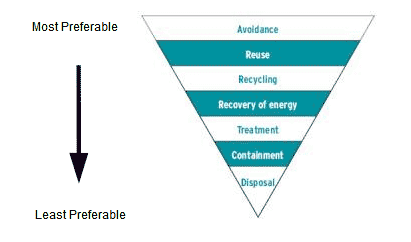 Most Preferable
Avoidance
Reuse
Recycling
Recovery of energy
Treatment
Containment
Disposal
Least Preferable